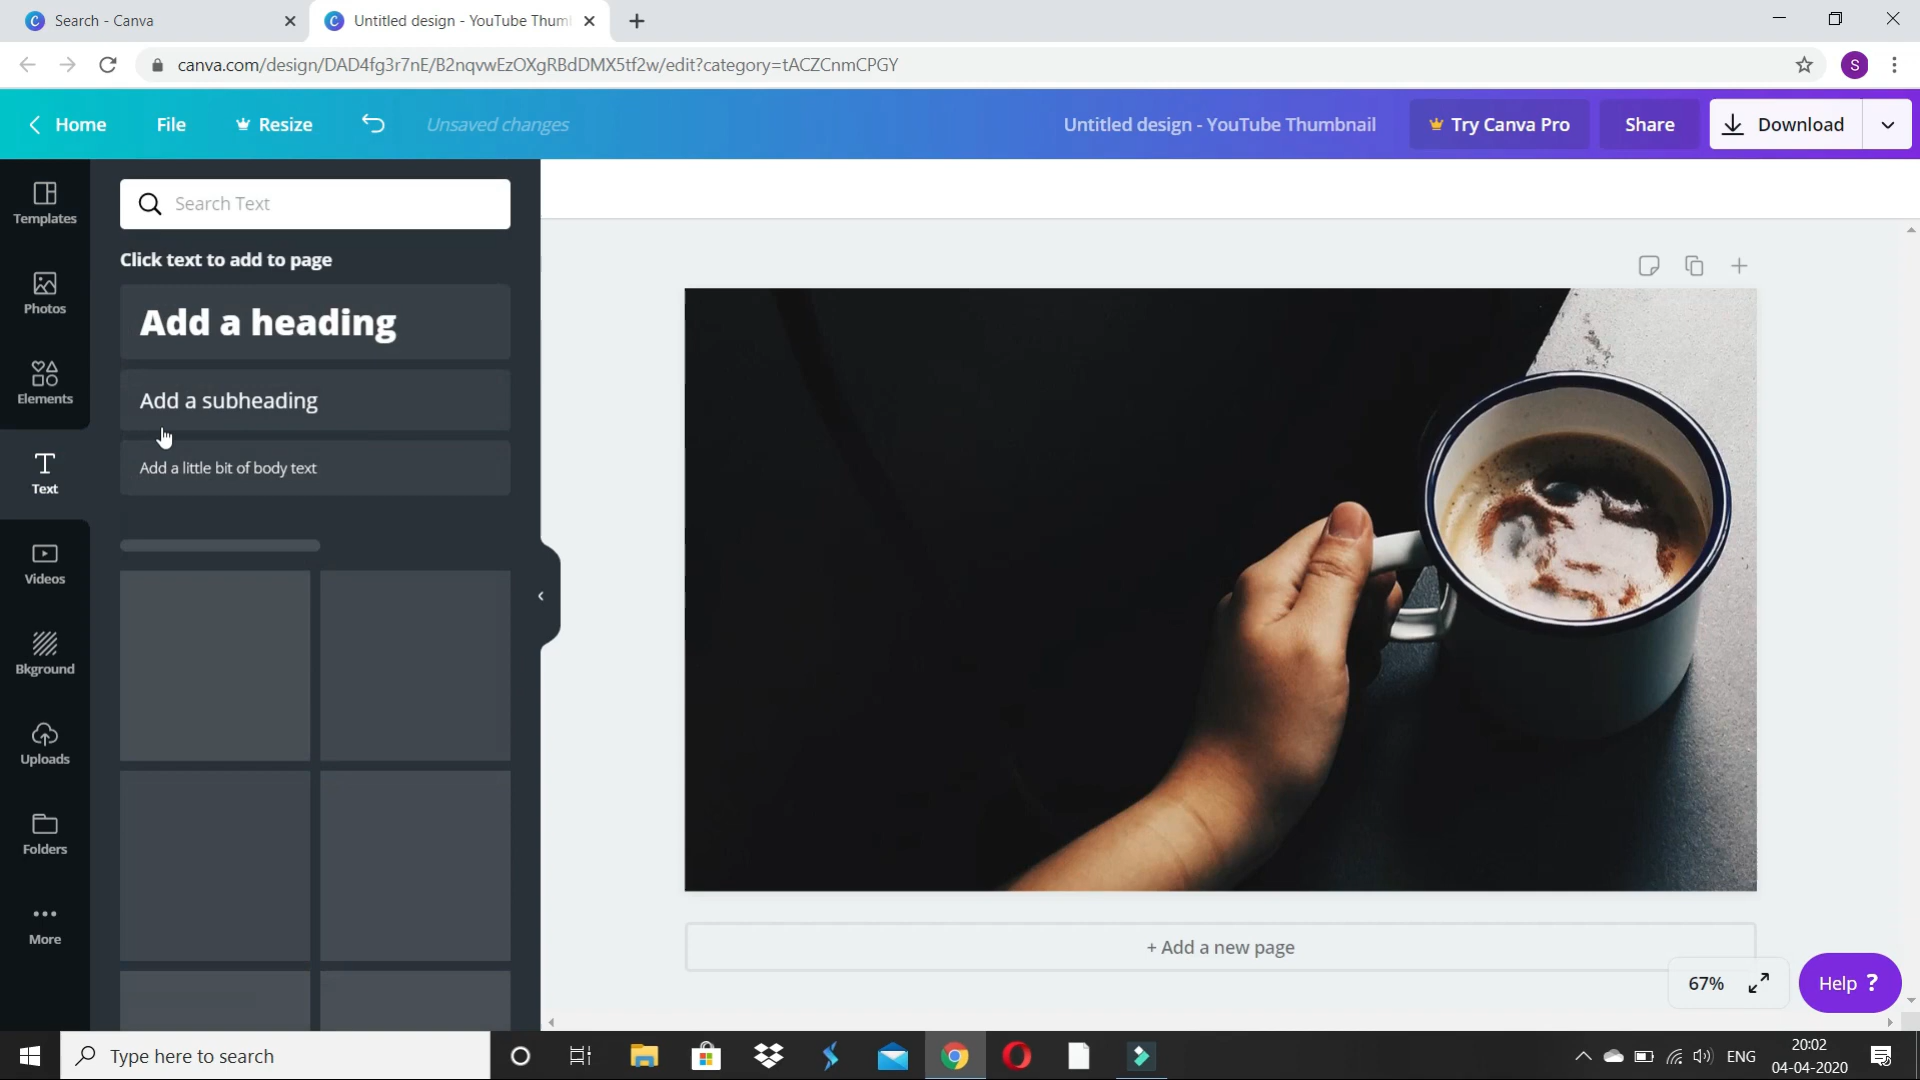 Search - Canva
Untitled design - YouTube Thum
canva.com/design/DAD4fg3r7nE/B2nqvwEzOXgRBdDMX5tf2w/edit?category=tACZCnmCPGY
S
Home
File
Resize
Unsaved changes
Untitled design - YouTube Thumbnail
Try Canva Pro
Share
Download
Templates
Photos
Elements
Text
Videos
Bkground
Uploads
Folders
More
Search Text
Click text to add to page
Add a heading
Add a subheading
Add a little bit of body text
+ Add a new page
67%
Help ?
Type here to search
ENG
20:02
04-04-2020